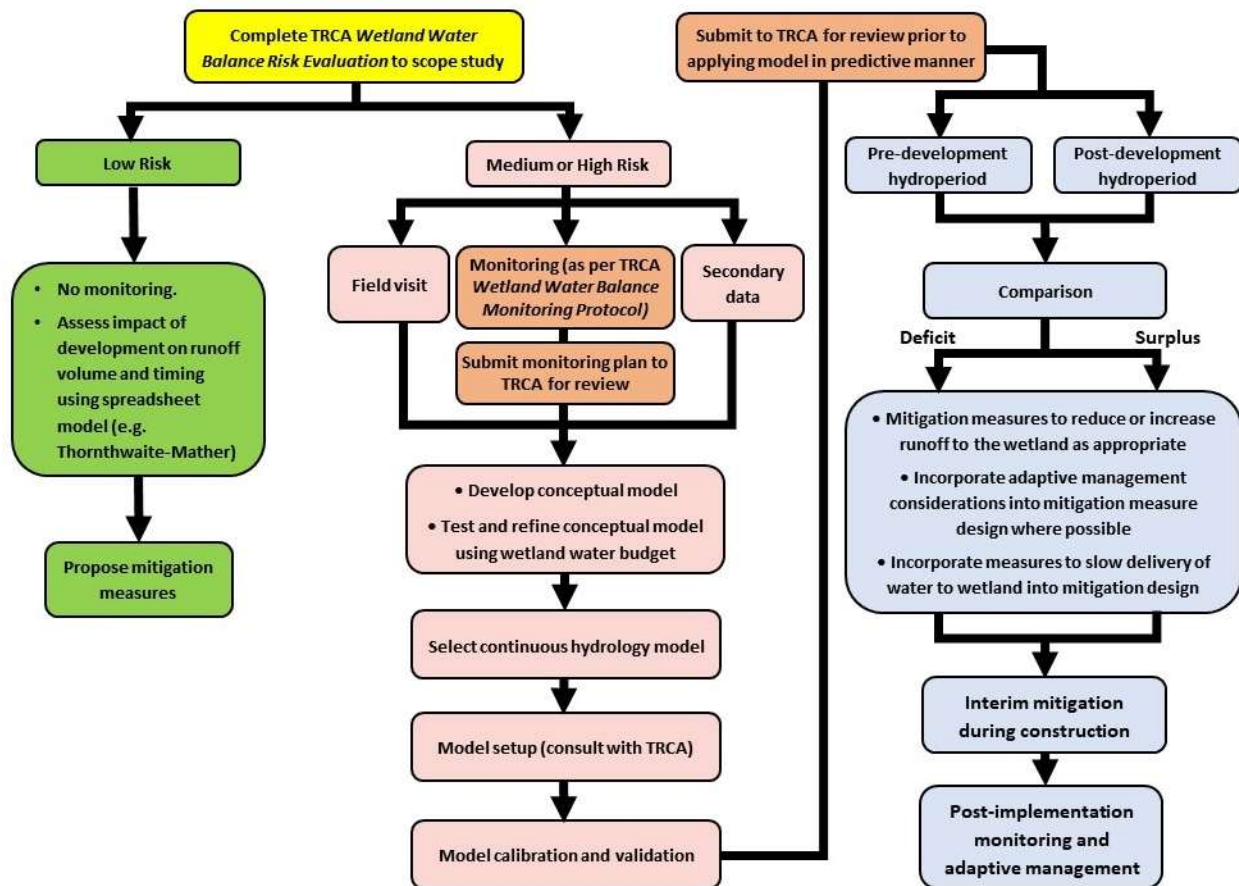 Complete TRCA Wetland Water
Balance Risk Evaluation to scope study
Low Risk
• No monitoring.
• Assess impact of
development on runoff
volume and timing
using spreadsheet
model (e.g.
Thornthwaite-Mather)
Propose mitigation
measures
Medium or High Risk
Field visit
Monitoring (as per TRCA
Wetland Water Balance
Monitoring Protocol)
Submit monitoring plan to
TRCA for review
Secondary
data
• Develop conceptual model
• Test and refine conceptual model
using wetland water budget
Select continuous hydrology model
Model setup (consult with TRCA)
Model calibration and validation
Submit to TRCA for review prior to
applying model in predictive manner
Pre-development
hydroperiod
Post-development
hydroperiod
Comparison
Deficit
Surplus
• Mitigation measures to reduce or increase
runoff to the wetland as appropriate
• Incorporate adaptive management
considerations into mitigation measure
design where possible
• Incorporate measures to slow delivery of
water to wetland into mitigation design
Interim mitigation
during construction
Post-implementation
monitoring and
adaptive management